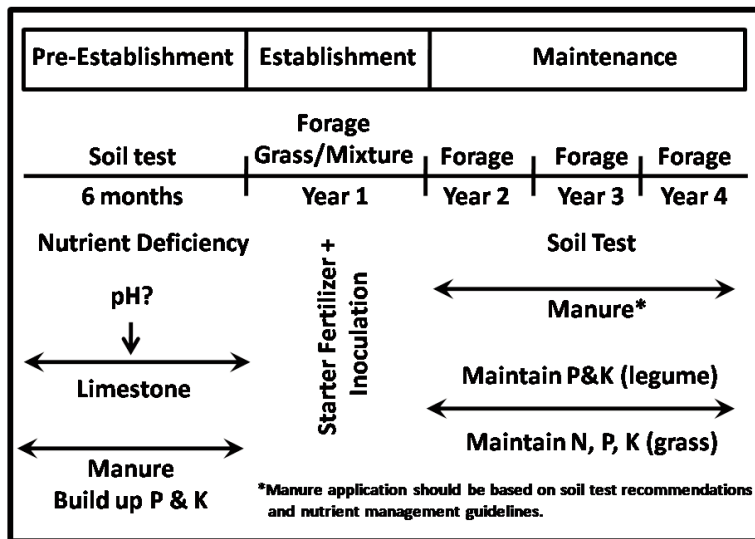 Pre-Establishment
Establishment
Maintenance
Soil test
Forage
Grass/Mixture
Forage
Forage
Forage
6 months
Year 1
Year 2
Year 3
Year 4
Nutrient Deficiency
pH?
Limestone
Manure
Build up P & K
Starter Fertilizer +
Inoculation
Soil Test
Manure*
Maintain P&K (legume)
Maintain N, P, K (grass)
*Manure application should be based on soil test recommendations
and nutrient management guidelines.